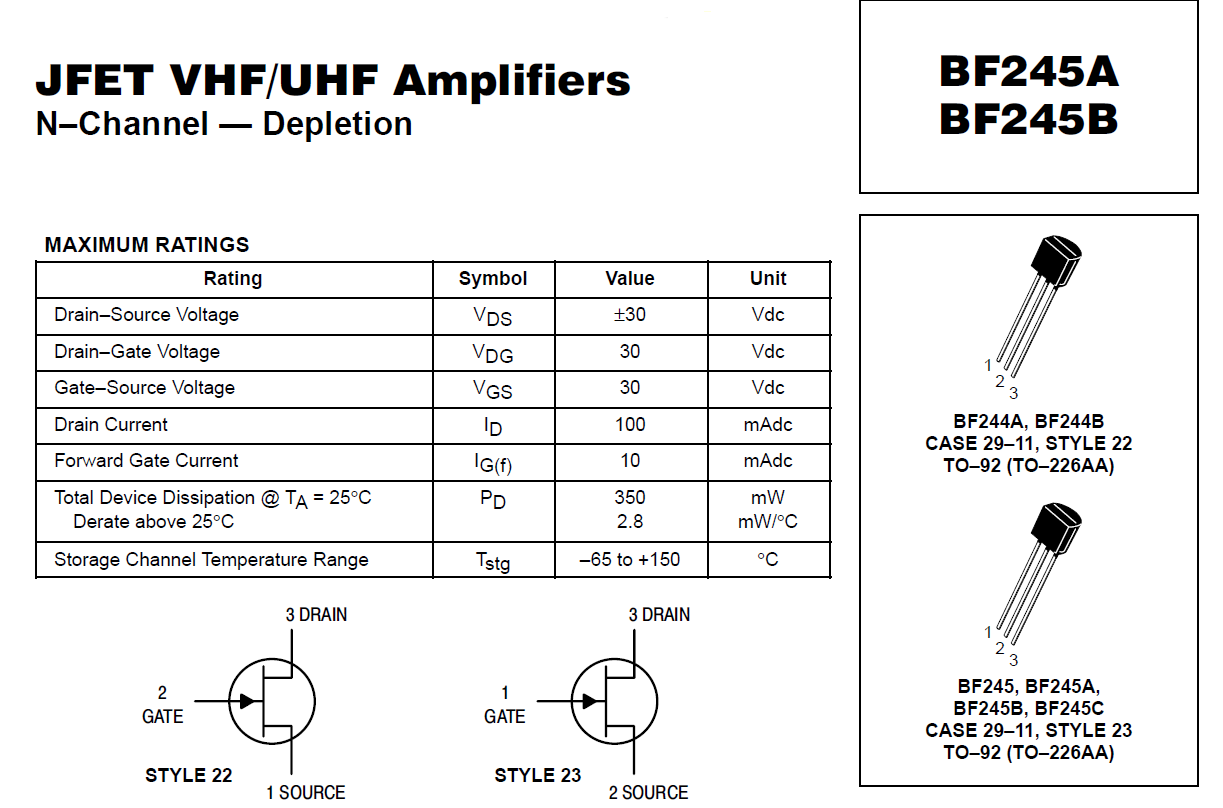 JFET VHF/UHF Amplifiers
N–Channel — Depletion
BF245A
BF245B
MAXIMUM RATINGS
Rating Symbol Value Unit
Drain–Source Voltage VDS ±30 Vdc
Drain–Gate Voltage VDG 30 Vdc
Gate–Source Voltage VGS 30 Vdc
Drain Current ID 100 mAdc
Forward Gate Current IG(f) 10 mAdc
Total Device Dissipation @ TA = 25°C PD 350 mW
Derate above 25°C 2.8 mW/°C
Storage Channel Temperature Range Tstg –65 to +150 °C
3 DRAIN
2
GATE
STYLE 22
1 SOURCE
3 DRAIN
1
GATE
STYLE 23
2 SOURCE
1
2
3
BF244A, BF244B
CASE 29–11, STYLE 22
TO–92 (TO–226AA)
1
2
3
BF245, BF245A,
BF245B, BF245C
CASE 29–11, STYLE 23
TO–92 (TO–226AA)